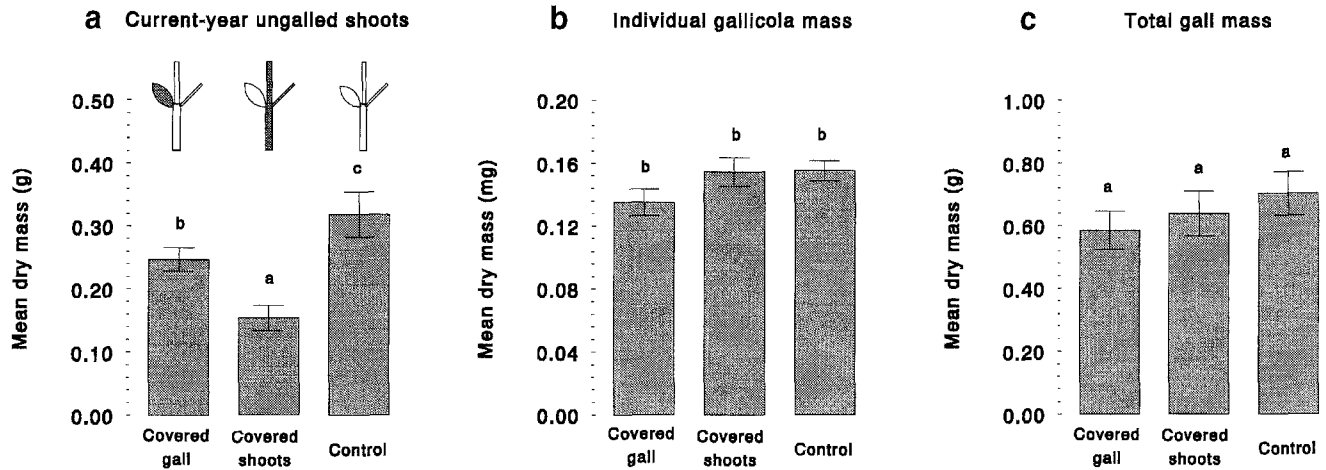 a Current-year ungalled shoots
Mean dry mass (g)
0.50
0.40
0.30
0.20
0.10
0.00
b
a
c
Covered gall
Covered shoots
Control
b Individual gallicola mass
Mean dry mass (mg)
0.20
0.16
0.12
0.08
0.04
0.00
b
b
b
Covered gall
Covered shoots
Control
c Total gall mass
Mean dry mass (g)
1.00
0.80
0.60
0.40
0.20
0.00
a
a
a
Covered gall
Covered shoots
Control